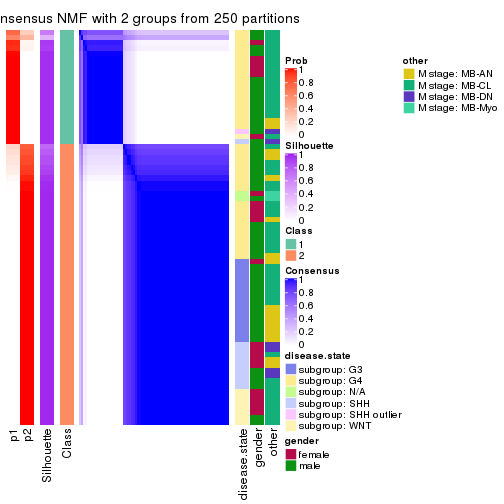 nsensus NMF with 2 groups from 250 partitions
p1
p2
Silhouette
Class
disease.state
gender
other
Prob
1
0.8
0.6
0.4
0.2
0
Silhouette
1
0.8
0.6
0.4
0.2
0
Class
1
2
Consensus
1
0.8
0.6
0.4
0.2
0
disease.state
subgroup: G3
subgroup: G4
subgroup: N/A
subgroup: SHH
subgroup: SHH outlier
subgroup: WNT
gender
female
male
other
M stage: MB-AN
M stage: MB-CL
M stage: MB-DN
M stage: MB-Myo